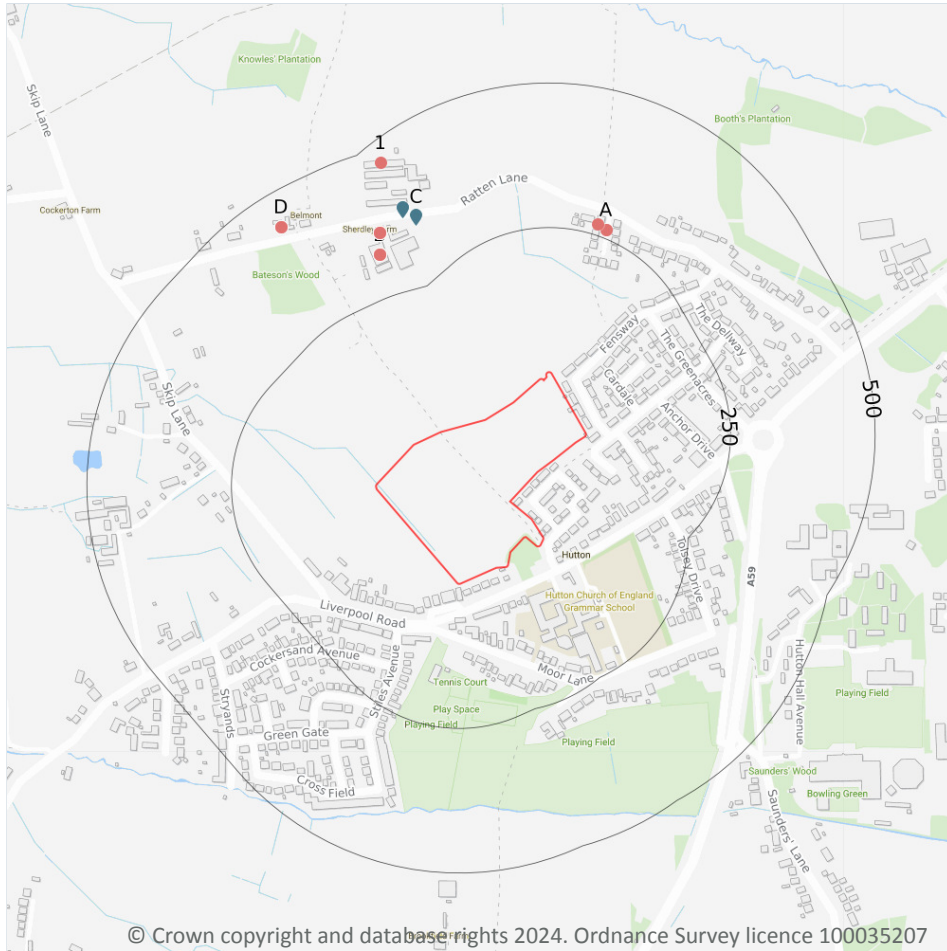 Knowles' Plantation
Skip Lane
Booth's Plantation
1
Ratten Lane
C
Cockerton Farm
D
Belmont
A
Bateson's Wood
Fensway
The Dellway
The Greenacres
Cardale
Skip Lane
Anchor Drive
250
500
Hutton
Tolsey Drive
A59
Hutton Church of England
Grammar School
Liverpool Road
Cockersand Avenue
Moor Lane
Stiles Avenue
Tennis Court
Hutton Hall Avenue
Playing Field
Strylands
Play Space
Playing Field
Green Gate
Playing Field
Saunders' Wood
Cross Field
Bowling Green
Saunders' Lane
© Crown copyright and database rights 2024. Ordnance Survey licence 100035207